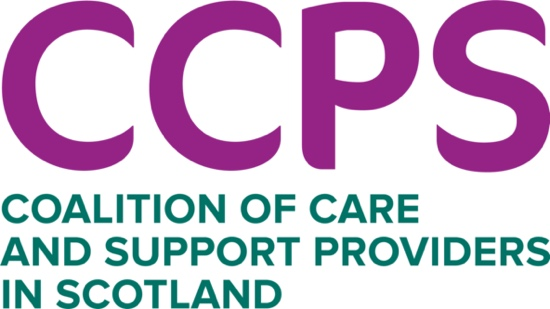 CCPS
COALITION OF CARE
AND SUPPORT PROVIDERS
IN SCOTLAND